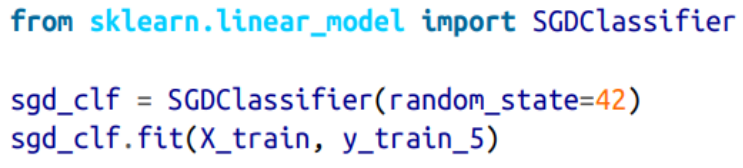 from sklearn.linear_model import SGDClassifier
sgd_clf = SGDClassifier(random_state=42)
sgd_clf.fit(X_train, y_train_5)